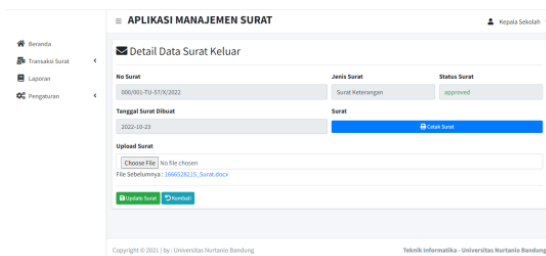 APLIKASI MANAJEMEN SURAT
Kepala Sekolah
Beranda
Transaksi Surat
Laporan
Pengaturan
Detail Data Surat Keluar
No Surat
Jenis Surat
Status Surat
000/001-TU-S7/X/2022
Surat Keterangan
approved
Tanggal Surat Dibuat
Surat
2022-10-23
Cetak Surat
Upload Surat
Choose File No file chosen
File Sebelumnya : 1666528215_Surat.docx
Update Surat
Kembali
Copyright © 2021 | by : Universitas Nurtanio Bandung
Teknik Informatika - Universitas Nurtanio Bandung